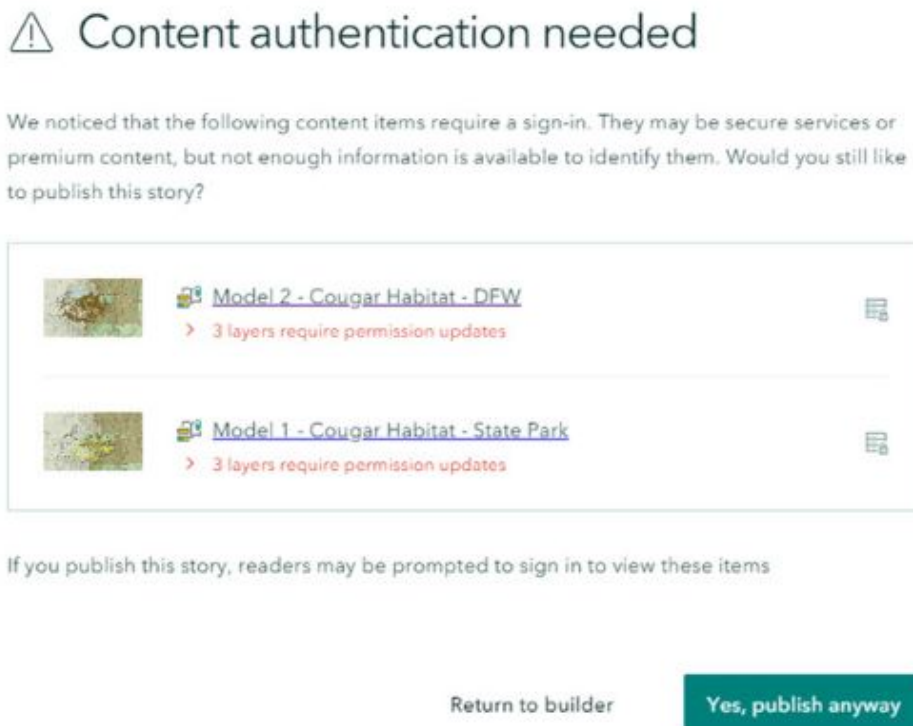 Content authentication needed
We noticed that the following content items require a sign-in. They may be secure services or
premium content, but not enough information is available to identify them. Would you still like
to publish this story?
Model 2 - Cougar Habitat - DFW
3 layers require permission updates
Model 1 - Cougar Habitat - State Park
3 layers require permission updates
If you publish this story, readers may be prompted to sign in to view these items
Return to builder
Yes, publish anyway